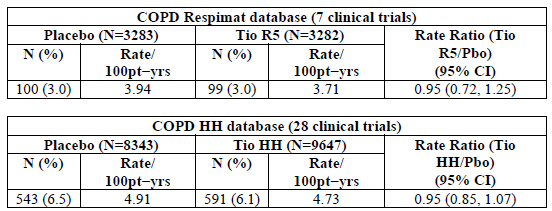 COPD Respimat database (7 clinical trials)
Placebo (N=3283) Tio R5 (N=3282) Rate Ratio (Tio
N (%) Rate/ N (%) Rate/ R5/Pbo)
100pt−yrs 100pt−yrs (95% CI)
100 (3.0) 3.94 99 (3.0) 3.71 0.95 (0.72, 1.25)
COPD HH database (28 clinical trials)
Placebo (N=8343) Tio HH (N=9647) Rate Ratio (Tio
N (%) Rate/ N (%) Rate/ HH/Pbo)
100pt−yrs 100pt−yrs (95% CI)
543 (6.5) 4.91 591 (6.1) 4.73 0.95 (0.85, 1.07)